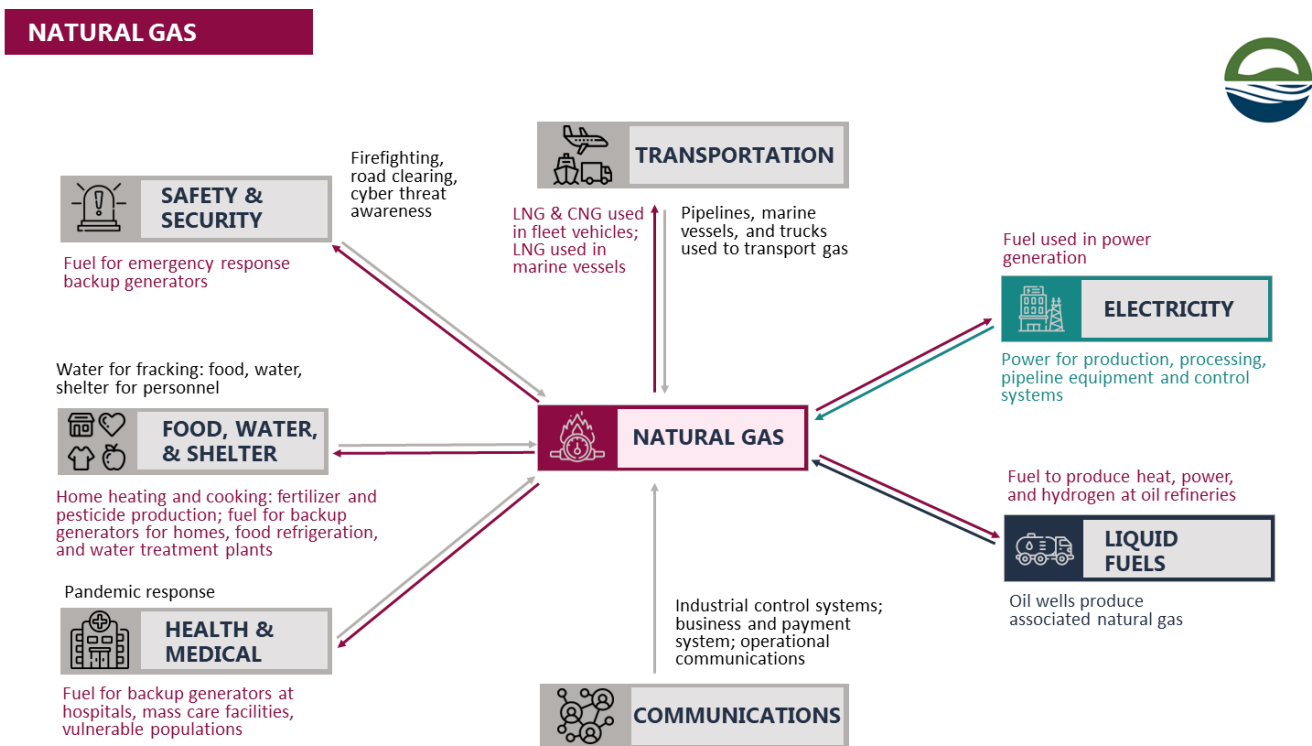 NATURAL GAS
Firefighting,
road clearing,
cyber threat
awareness
SAFETY &
SECURITY
Fuel for emergency response
backup generators
TRANSPORTATION
LNG & CNG used
in fleet vehicles;
LNG used in
marine vessels
Pipelines, marine
vessels, and trucks
used to transport gas
Fuel used in power
generation
ELECTRICITY
Power for production, processing,
pipeline equipment and control
systems
Water for fracking: food, water,
shelter for personnel
FOOD, WATER,
& SHELTER
Home heating and cooking: fertilizer and
pesticide production; fuel for backup
generators for homes, food refrigeration,
and water treatment plants
NATURAL GAS
Fuel to produce heat, power,
and hydrogen at oil refineries
LIQUID
FUELS
Oil wells produce
associated natural gas
Pandemic response
HEALTH &
MEDICAL
Fuel for backup generators at
hospitals, mass care facilities,
vulnerable populations
Industrial control systems;
business and payment
system; operational
communications
COMMUNICATIONS